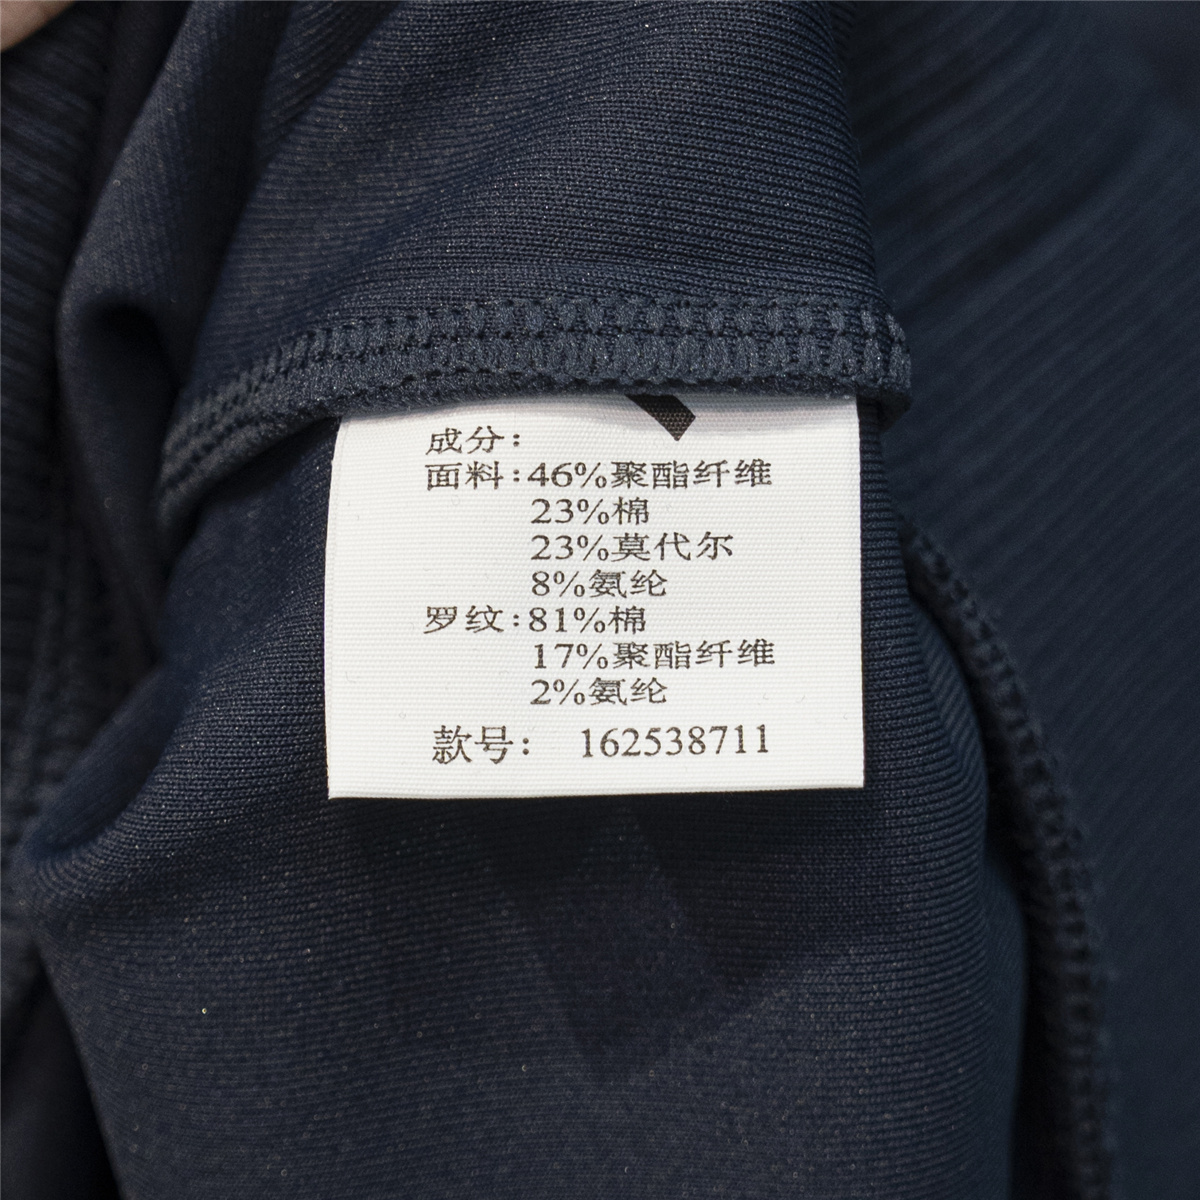 成分：
面料：46%聚酯纤维
23%棉
23%莫代尔
8%氨纶
罗纹：81%棉
17%聚酯纤维
2%氨纶
款号： 162538711